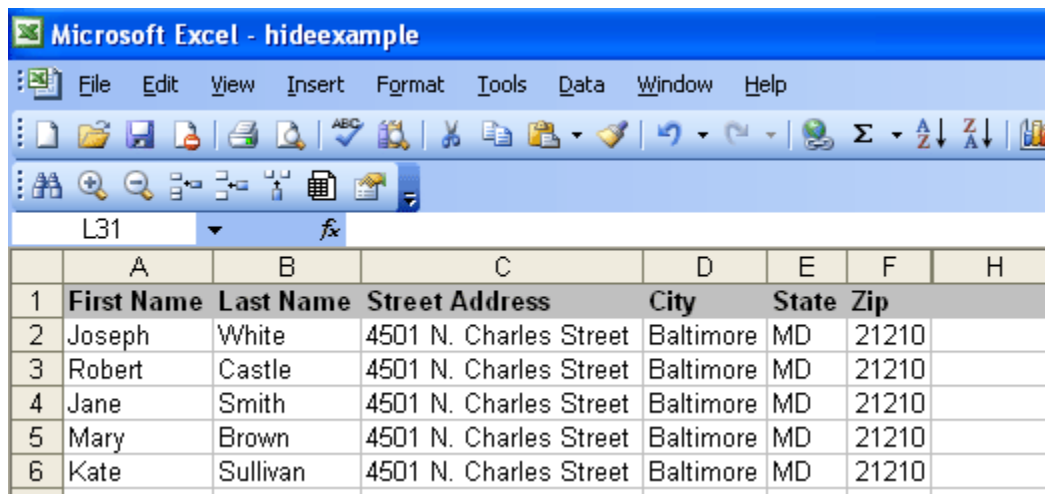 Microsoft Excel - hideexample
File Edit View Insert Format Tools Data Window Help
ABC Σ A Z Z A
L31 fx
A B C D E F H
1 First Name Last Name Street Address City State Zip
2 Joseph White 4501 N. Charles Street Baltimore MD 21210
3 Robert Castle 4501 N. Charles Street Baltimore MD 21210
4 Jane Smith 4501 N. Charles Street Baltimore MD 21210
5 Mary Brown 4501 N. Charles Street Baltimore MD 21210
6 Kate Sullivan 4501 N. Charles Street Baltimore MD 21210